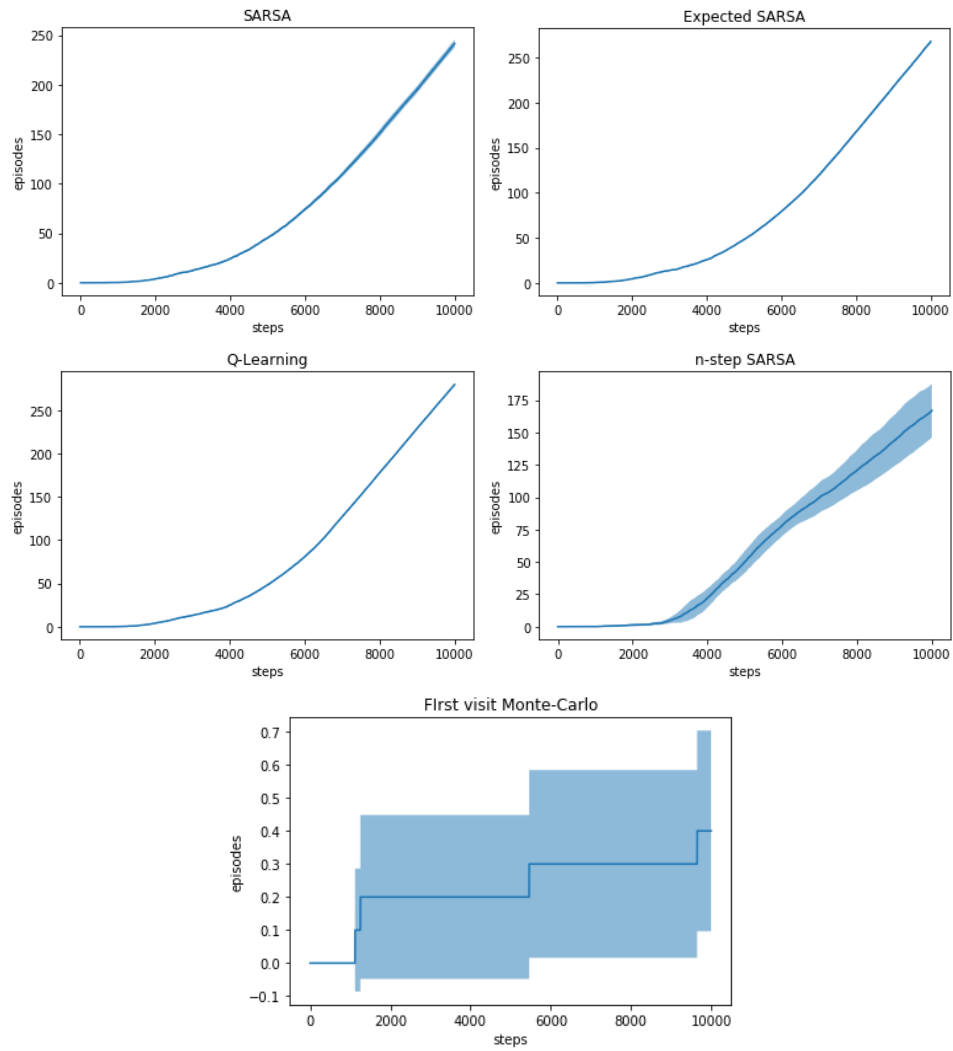 SARSA
250
200
150
100
50
0
episodes
0 2000 4000 6000 8000 10000
steps
Expected SARSA
250
200
150
100
50
0
episodes
0 2000 4000 6000 8000 10000
steps
Q-Learning
250
200
150
100
50
0
episodes
0 2000 4000 6000 8000 10000
steps
n-step SARSA
175
150
125
100
75
50
25
0
episodes
0 2000 4000 6000 8000 10000
steps
FIrst visit Monte-Carlo
0.7
0.6
0.5
0.4
0.3
0.2
0.1
0.0
−0.1
episodes
0 2000 4000 6000 8000 10000
steps